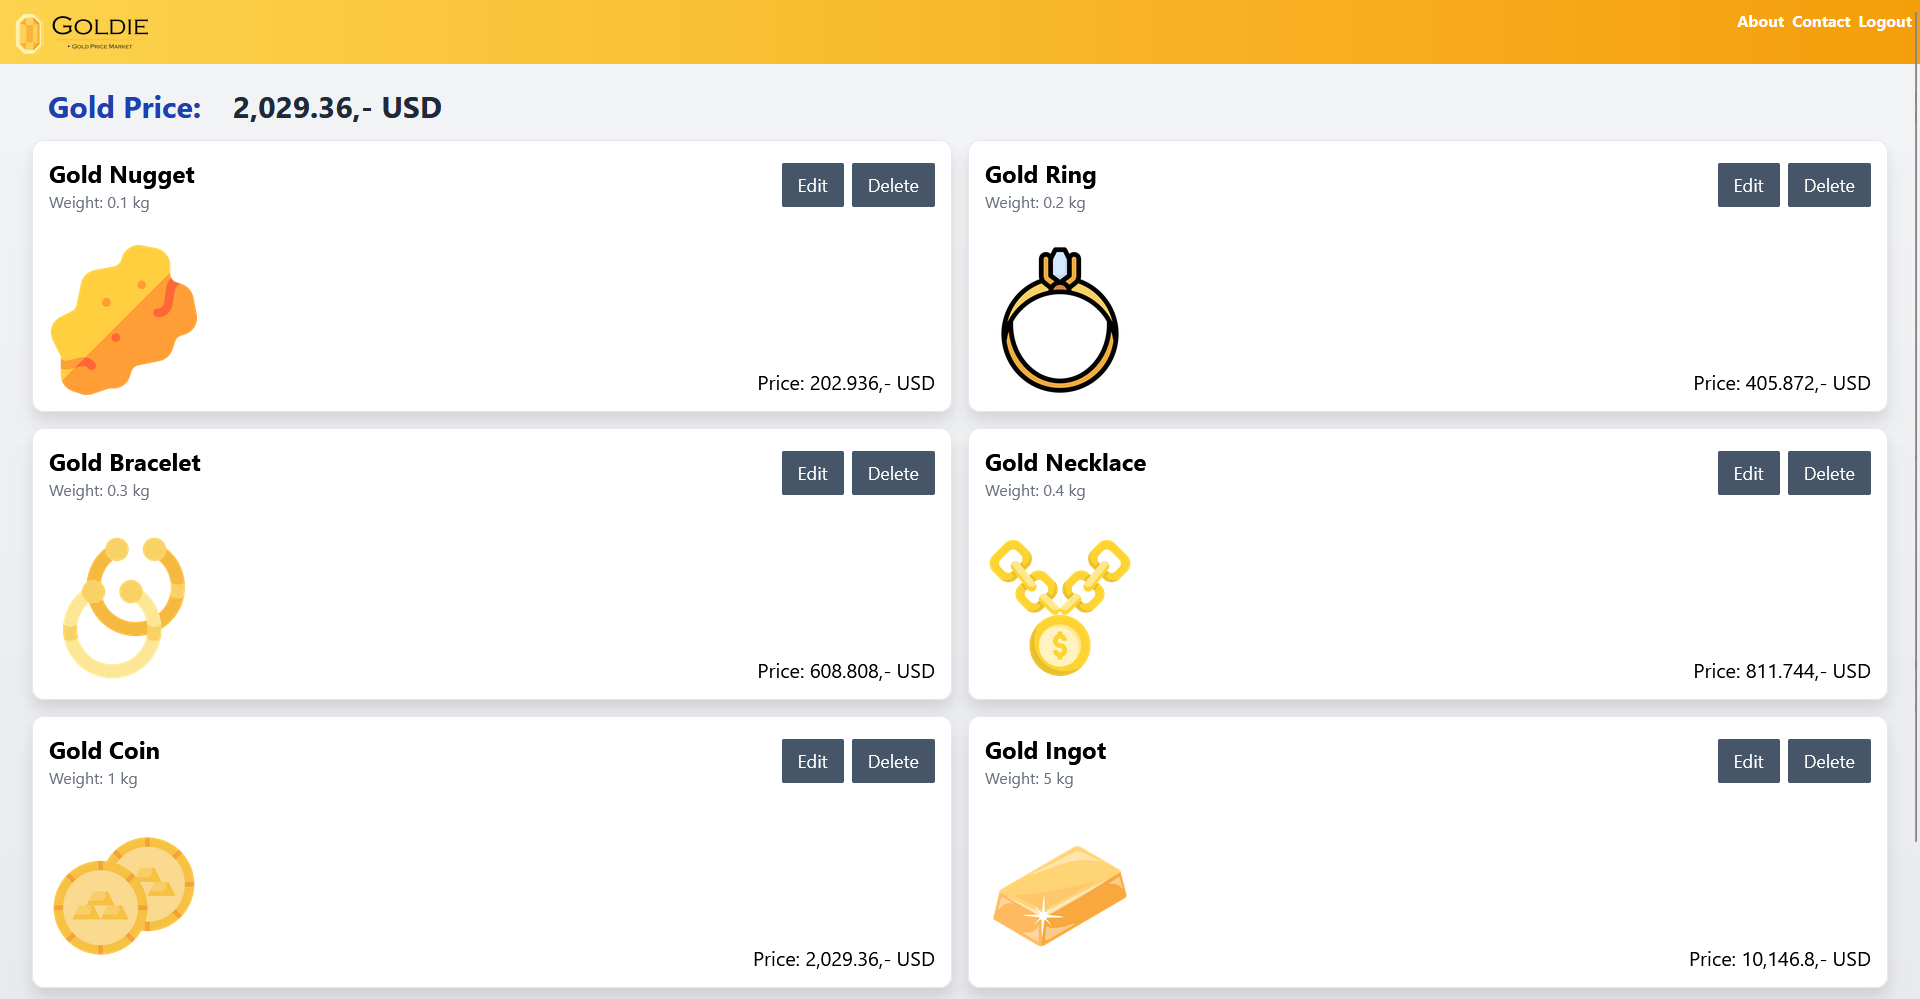 GOLDIE
• GOLD PRICE MARKET
About Contact Logout
Gold Price: 2,029.36,- USD
Gold Nugget
Weight: 0.1 kg
Edit Delete
Price: 202.936,- USD
Gold Ring
Weight: 0.2 kg
Edit Delete
Price: 405.872,- USD
Gold Bracelet
Weight: 0.3 kg
Edit Delete
Price: 608.808,- USD
Gold Necklace
Weight: 0.4 kg
Edit Delete
$
Price: 811.744,- USD
Gold Coin
Weight: 1 kg
Edit Delete
Price: 2,029.36,- USD
Gold Ingot
Weight: 5 kg
Edit Delete
Price: 10,146.8,- USD